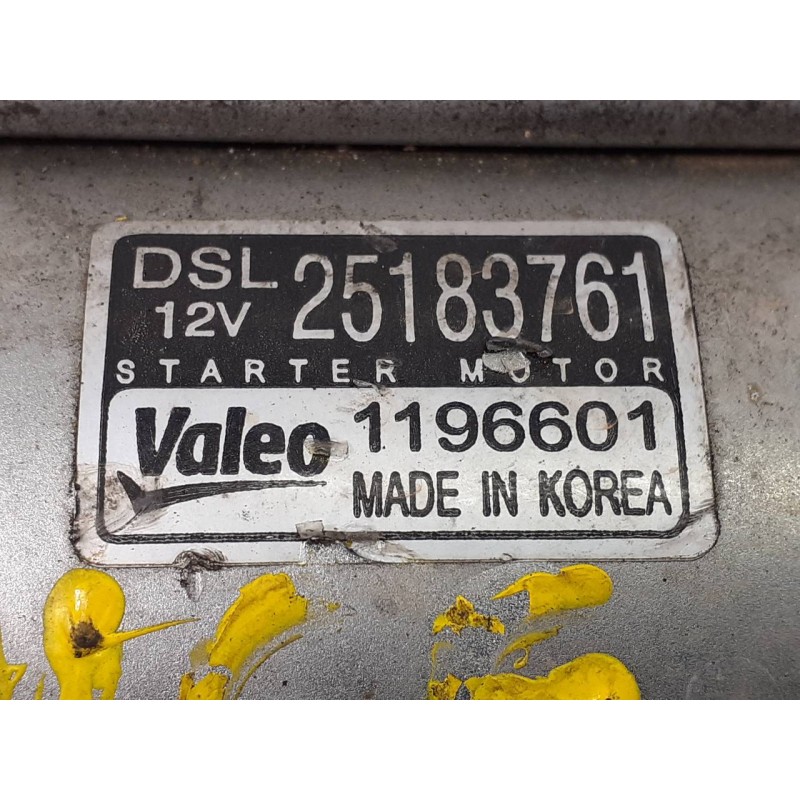 DSL 25183761
12V
STARTER MOTOR
Valeo 1196601
MADE IN KOREA